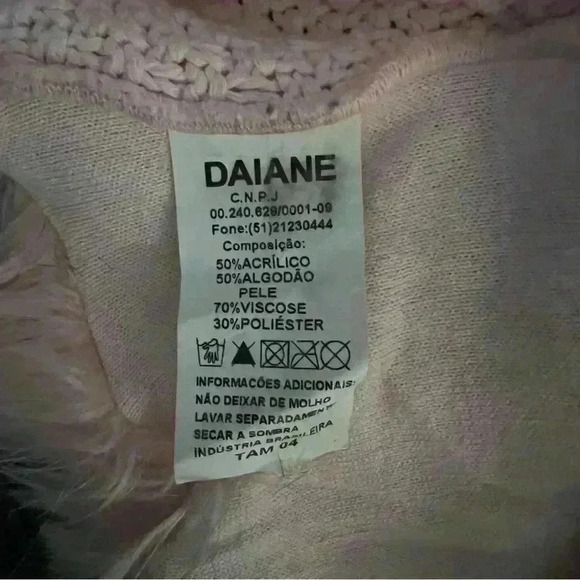 DAIANE
C.N.P.J
00.240.629/0001-09
Fone:(51)21230444
Composição:
50%ACRÍLICO
50%ALGODÃO
PELE
70%VISCOSE
30%POLIÉSTER
INFORMACÕES ADICIONAIS:
NÃO DEIXAR DE MOLHO
LAVAR SEPARADAMENTE
SECAR A SOMBRA
INDÚSTRIA BRASILEIRA
TAM 04